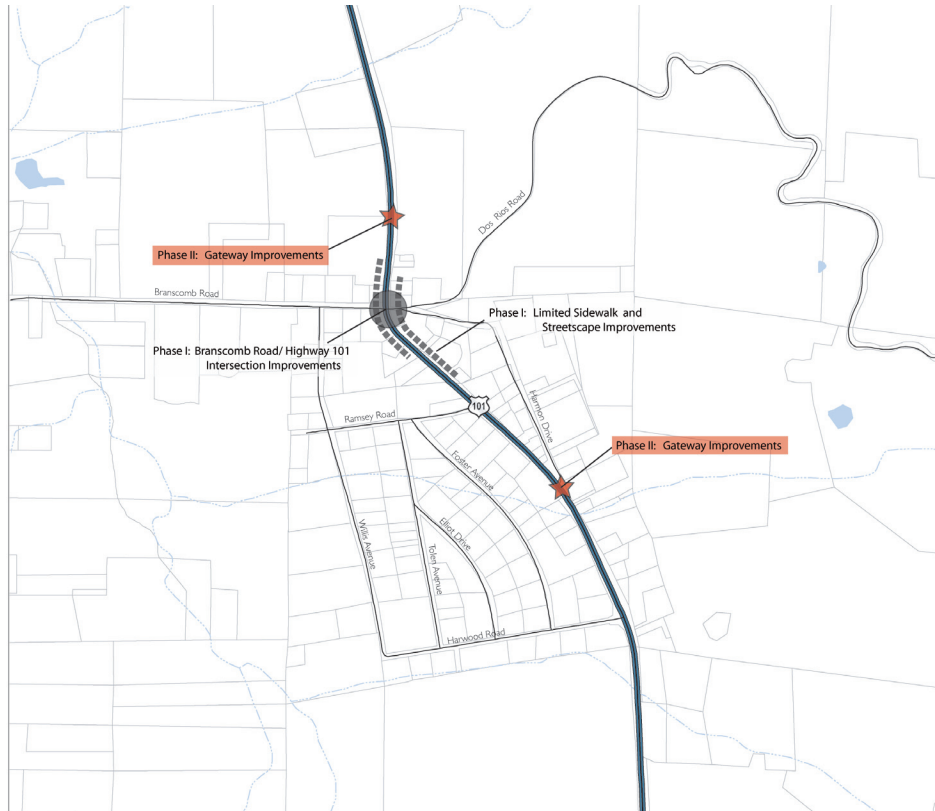 Dos Rios Road
Phase II: Gateway Improvements
Branscomb Road
Phase I: Limited Sidewalk and
Streetscape Improvements
Phase I: Branscomb Road/ Highway 101
Intersection Improvements
101
Harmon Drive
Ramsey Road
Phase II: Gateway Improvements
Foster Avenue
Elliot Drive
Willis Avenue
Tolen Avenue
Harwood Road